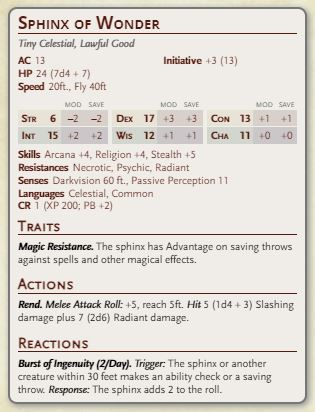 Sphinx of Wonder
Tiny Celestial, Lawful Good
AC 13 Initiative +3 (13)
HP 24 (7d4 + 7)
Speed 20ft., Fly 40ft
MOD SAVE MOD SAVE MOD SAVE
Str 6 −2 −2 Dex 17 +3 +3 Con 13 +1 +1
Int 15 +2 +2 Wis 12 +1 +1 Cha 11 +0 +0
Skills Arcana +4, Religion +4, Stealth +5
Resistances Necrotic, Psychic, Radiant
Senses Darkvision 60 ft., Passive Perception 11
Languages Celestial, Common
CR 1 (XP 200; PB +2)
Traits
Magic Resistance. The sphinx has Advantage on saving throws
against spells and other magical effects.
Actions
Rend. Melee Attack Roll: +5, reach 5ft. Hit 5 (1d4 + 3) Slashing
damage plus 7 (2d6) Radiant damage.
Reactions
Burst of Ingenuity (2/Day). Trigger: The sphinx or another
creature within 30 feet makes an ability check or a saving
throw. Response: The sphinx adds 2 to the roll.